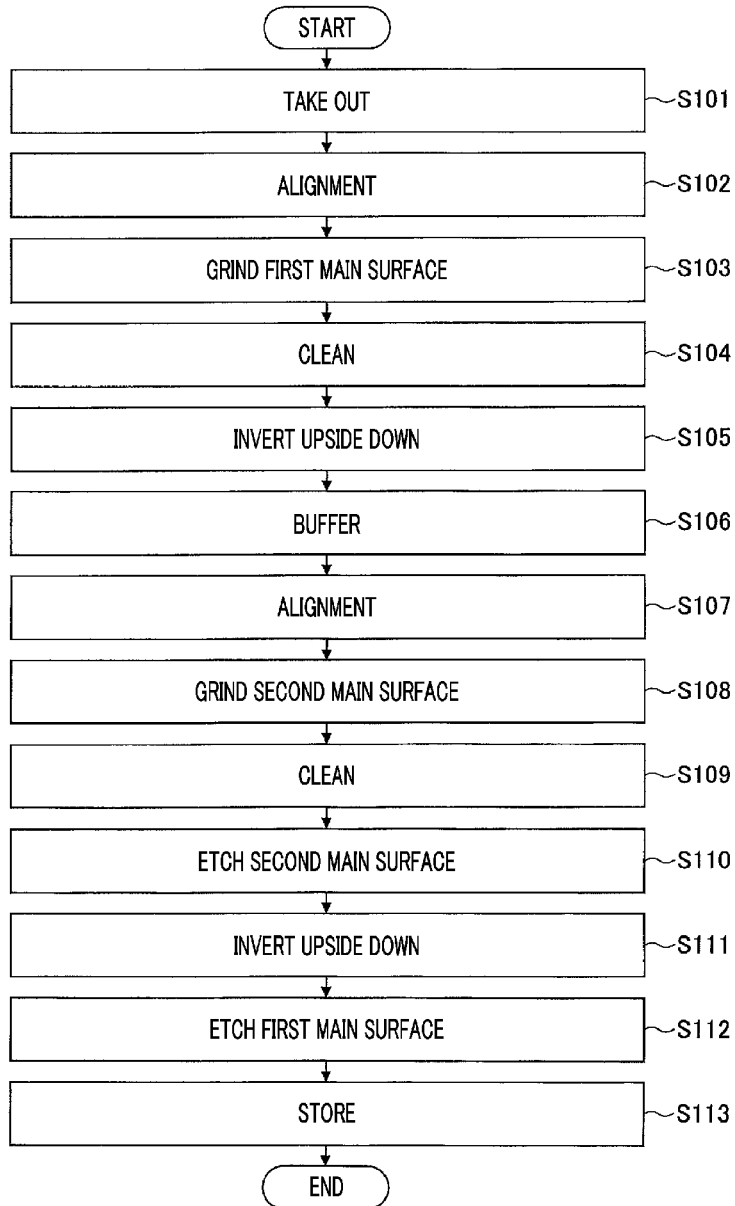 START
TAKE OUT S101
ALIGNMENT S102
GRIND FIRST MAIN SURFACE S103
CLEAN S104
INVERT UPSIDE DOWN S105
BUFFER S106
ALIGNMENT S107
GRIND SECOND MAIN SURFACE S108
CLEAN S109
ETCH SECOND MAIN SURFACE S110
INVERT UPSIDE DOWN S111
ETCH FIRST MAIN SURFACE S112
STORE S113
END